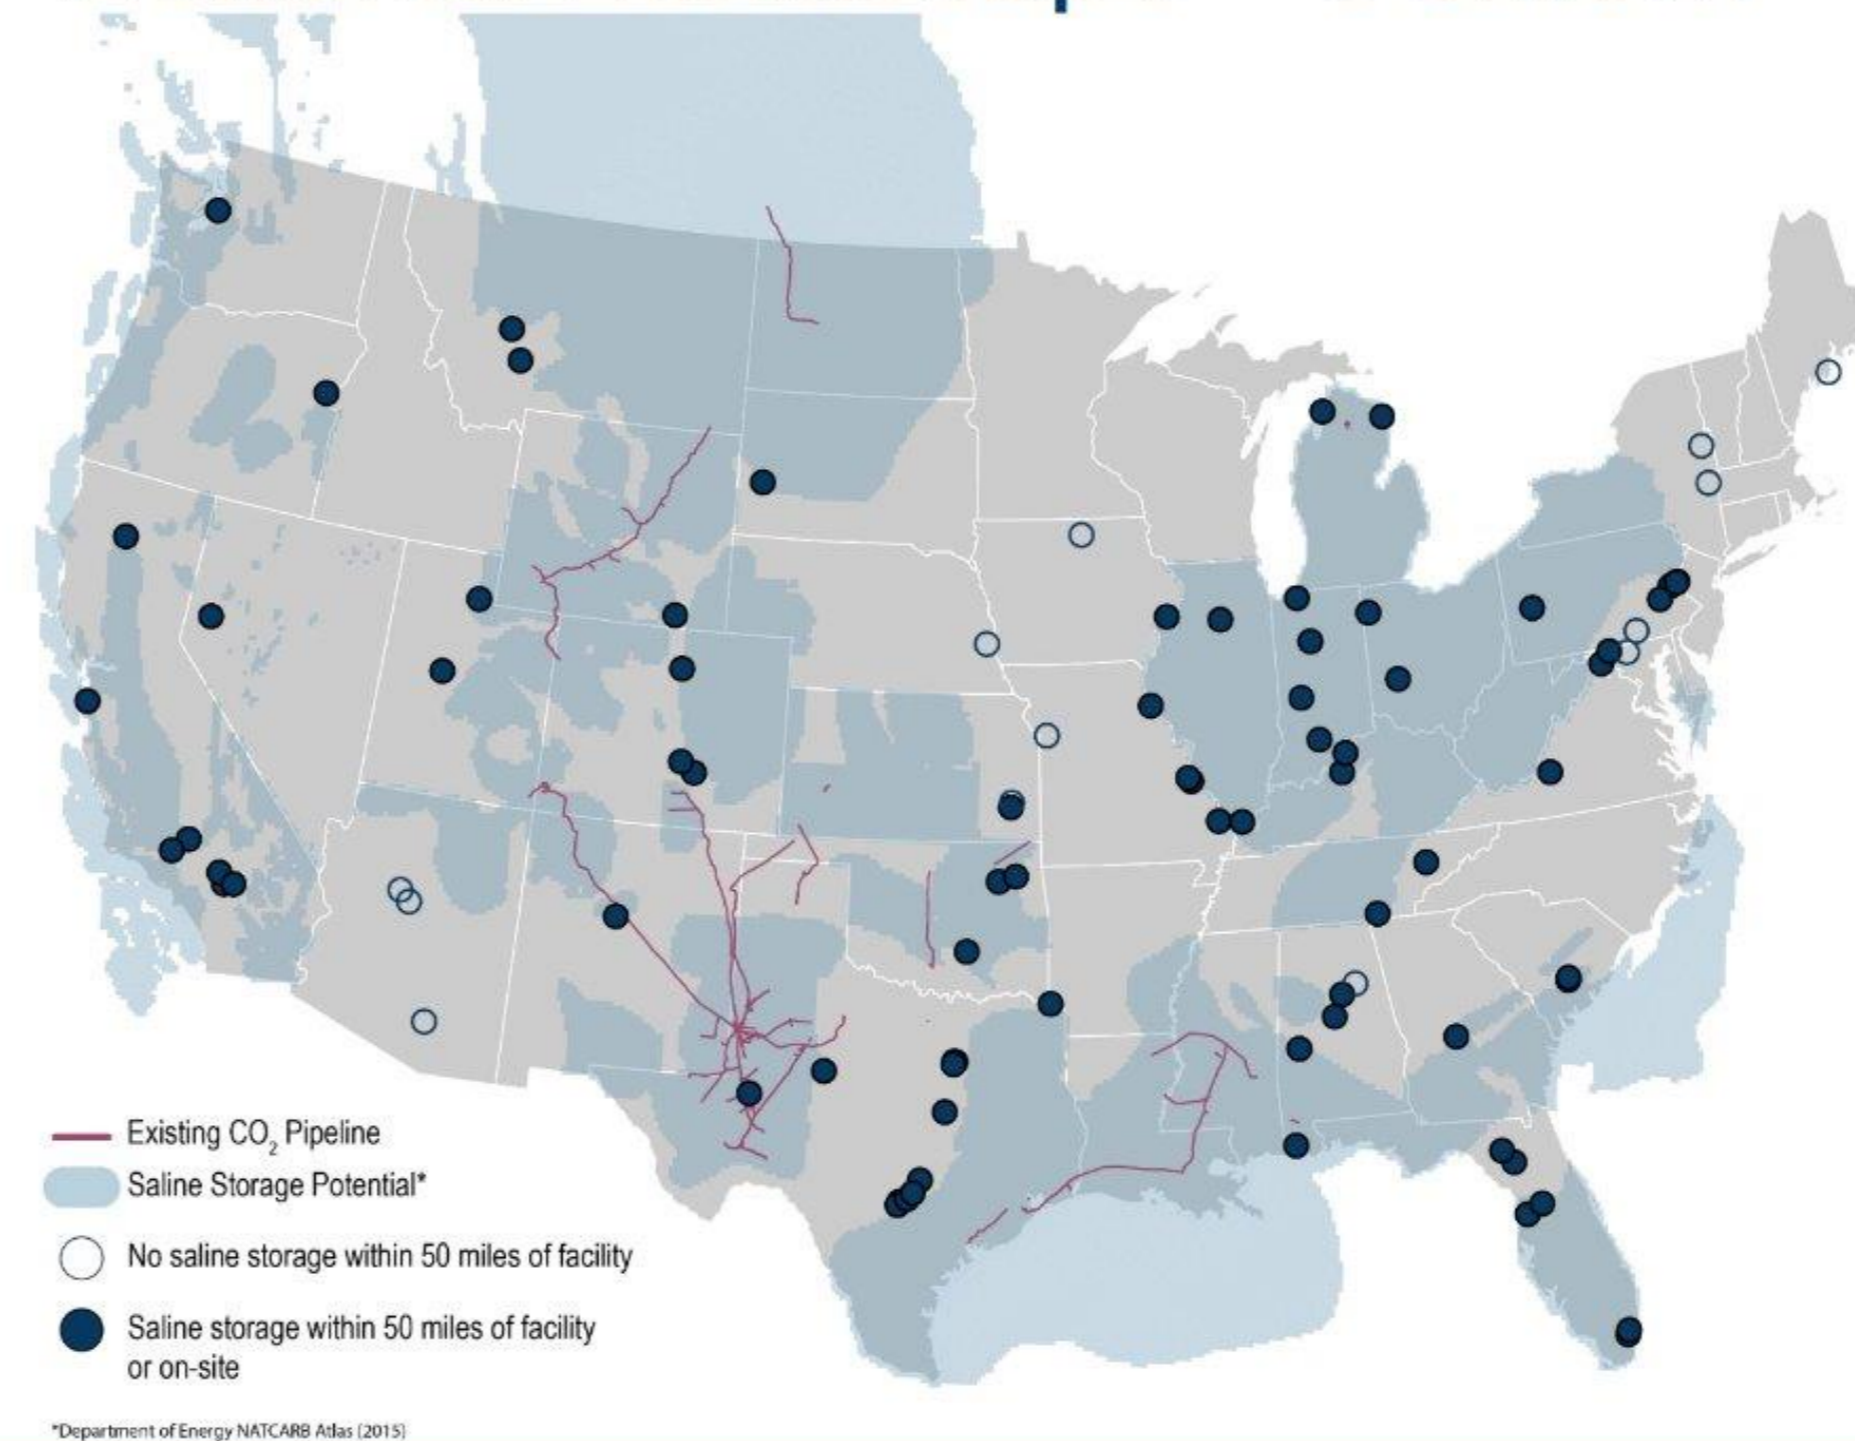 Existing CO₂ Pipeline
Saline Storage Potential*
No saline storage within 50 miles of facility
Saline storage within 50 miles of facility
or on-site
*Department of Energy NATCARB Atlas (2015)